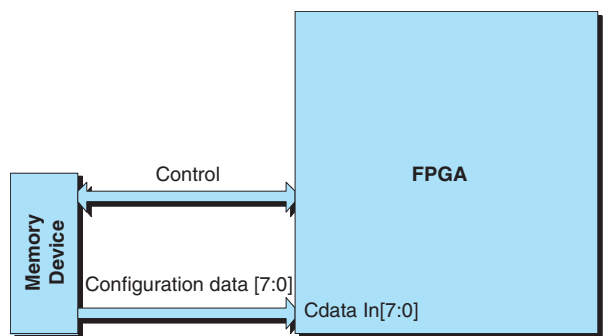 Control
FPGA
Memory
Device
Configuration data [7:0]
Cdata In[7:0]